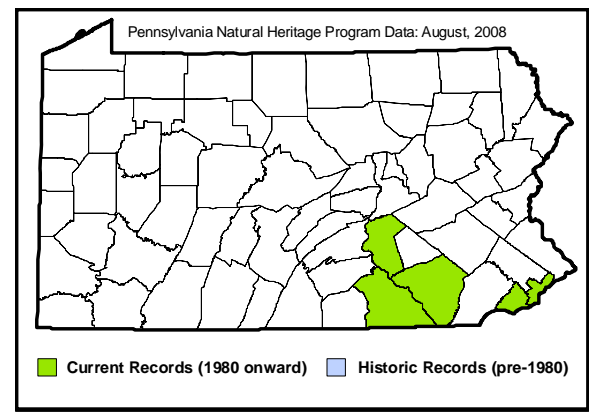 Pennsylvania Natural Heritage Program Data: August, 2008
Current Records (1980 onward) Historic Records (pre-1980)